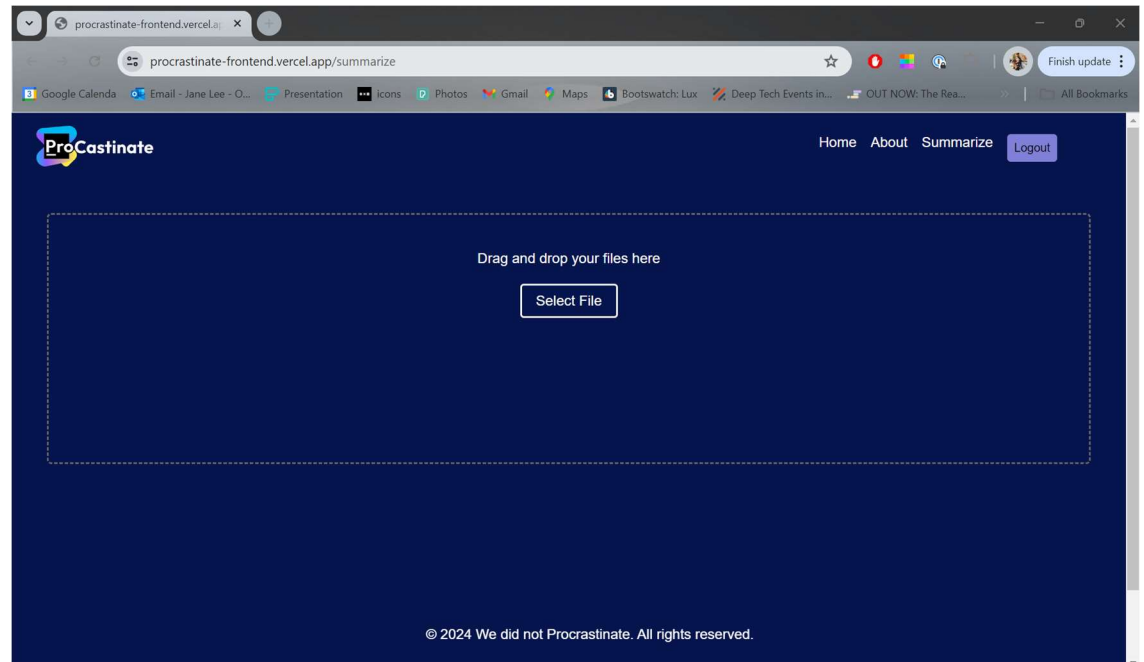 procrastinate-frontend.vercel.a
procrastinate-frontend.vercel.app/summarize
Finish update
Google Calenda
Email - Jane Lee - O...
Presentation
icons
Photos
Gmail
Maps
Bootswatch: Lux
Deep Tech Events in...
OUT NOW: The Rea...
All Bookmarks
ProCastinate
Home About Summarize Logout
Drag and drop your files here
Select File
© 2024 We did not Procrastinate. All rights reserved.